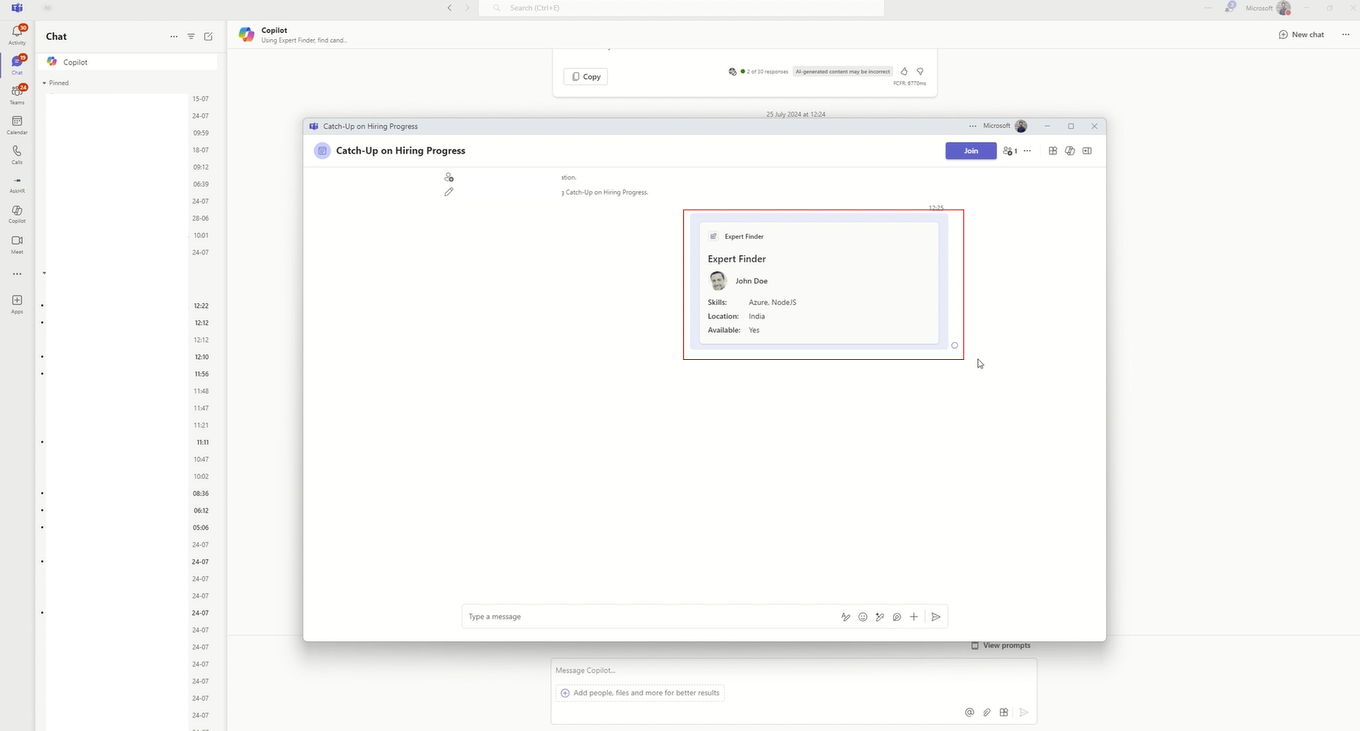 Search (Ctrl+E)
Microsoft
30
Activity
Chat
Copilot
Using Expert Finder, find cand...
New chat
19
Chat
Copilot
Pinned
24
Teams
Calendar
Calls
AskHR
Copilot
Meet
Apps
15-07
24-07
09:59
18-07
09:12
06:39
24-07
28-06
10:01
24-07
12:22
12:12
12:12
12:10
11:56
11:48
11:47
11:21
11:11
10:47
10:02
08:36
06:12
05:06
24-07
24-07
24-07
24-07
24-07
24-07
24-07
24-07
24-07
24-07
24-07
Copy
2 of 30 responses
AI-generated content may be incorrect
FCFR: 6770ms
25 July 2024 at 12:24
Catch-Up on Hiring Progress
Microsoft
Catch-Up on Hiring Progress
Join
1
ation.
g Catch-Up on Hiring Progress.
12:25
Expert Finder
Expert Finder
John Doe
Skills: Azure, NodeJS
Location: India
Available: Yes
Type a message
View prompts
Message Copilot...
Add people, files and more for better results